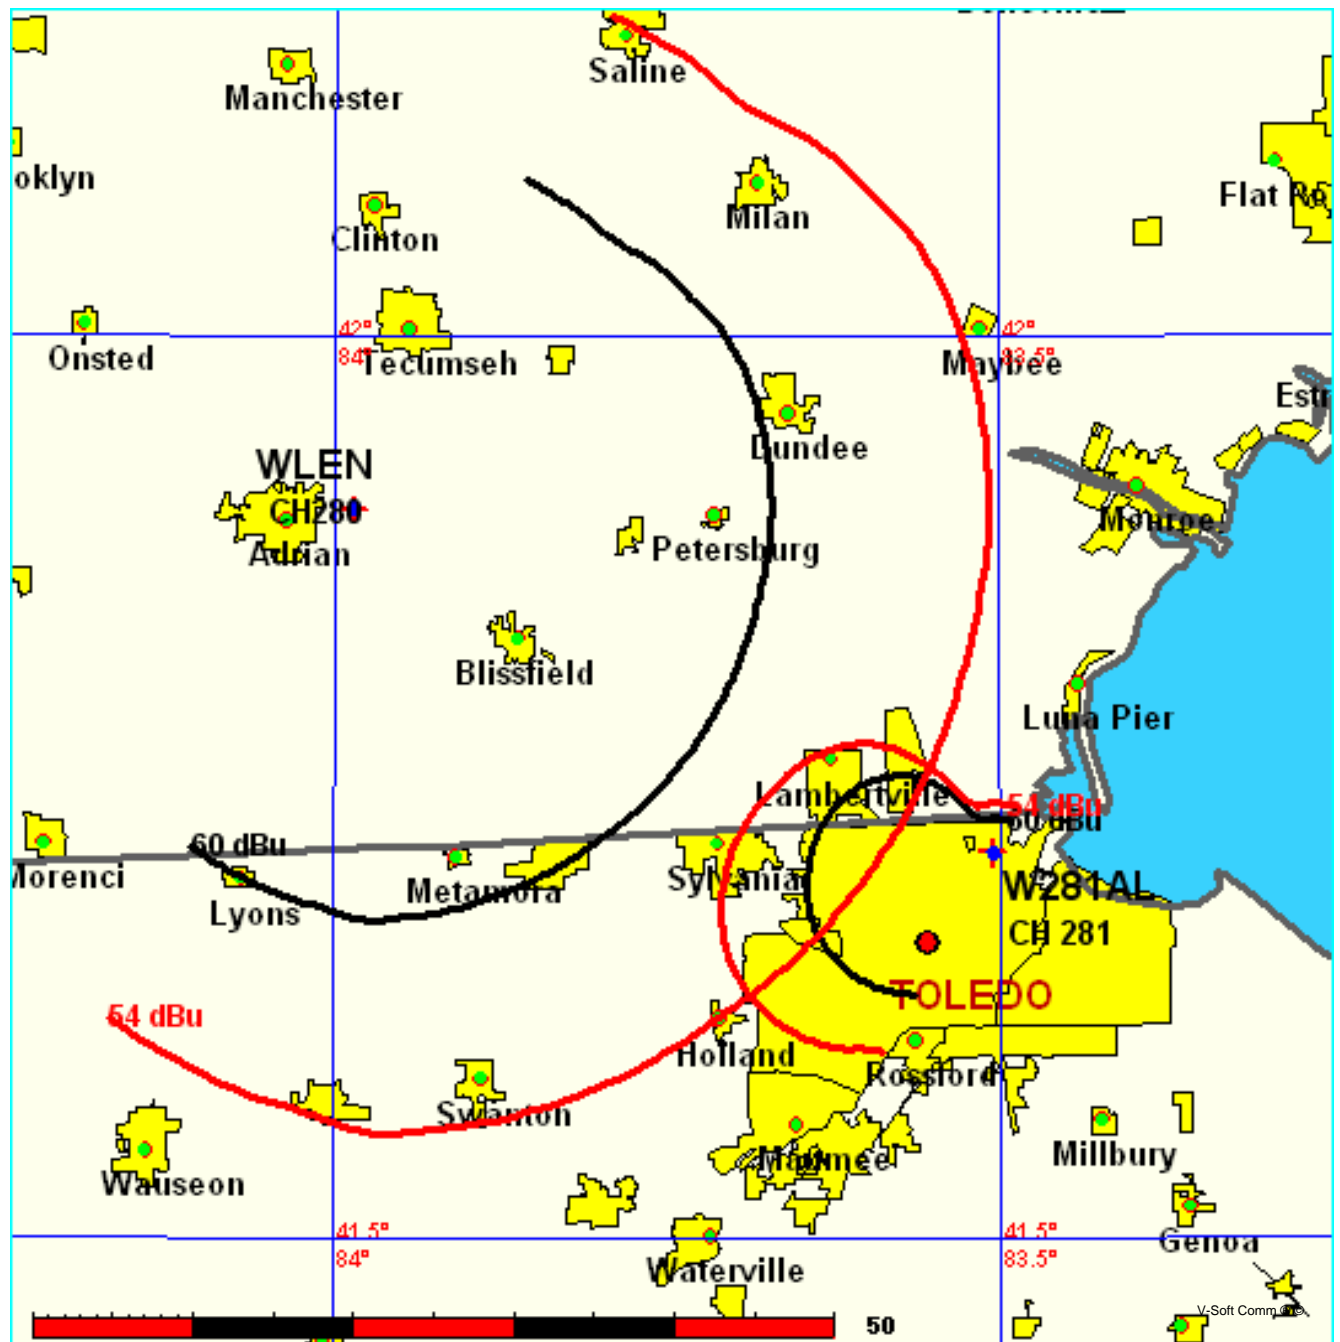 Saline
Manchester
oklyn
Flat Ro
Milan
Clinton
42°
84°
Onsted
Tecumseh
Maybee
83.5°
Estr
Dundee
WLEN
CH280
Adrian
Monroe
Petersburg
Blissfield
Luna Pier
Lambertville
54 dBu
60 dBu
60 dBu
Morenci
Metamora
Sylvania
W281AL
Lyons
CH 281
TOLEDO
54 dBu
Holland
Rossford
Swanton
Maumee
Millbury
Wauseon
41.5°
84°
41.5°
83.5°
Genoa
Waterville
V-Soft Comm
50